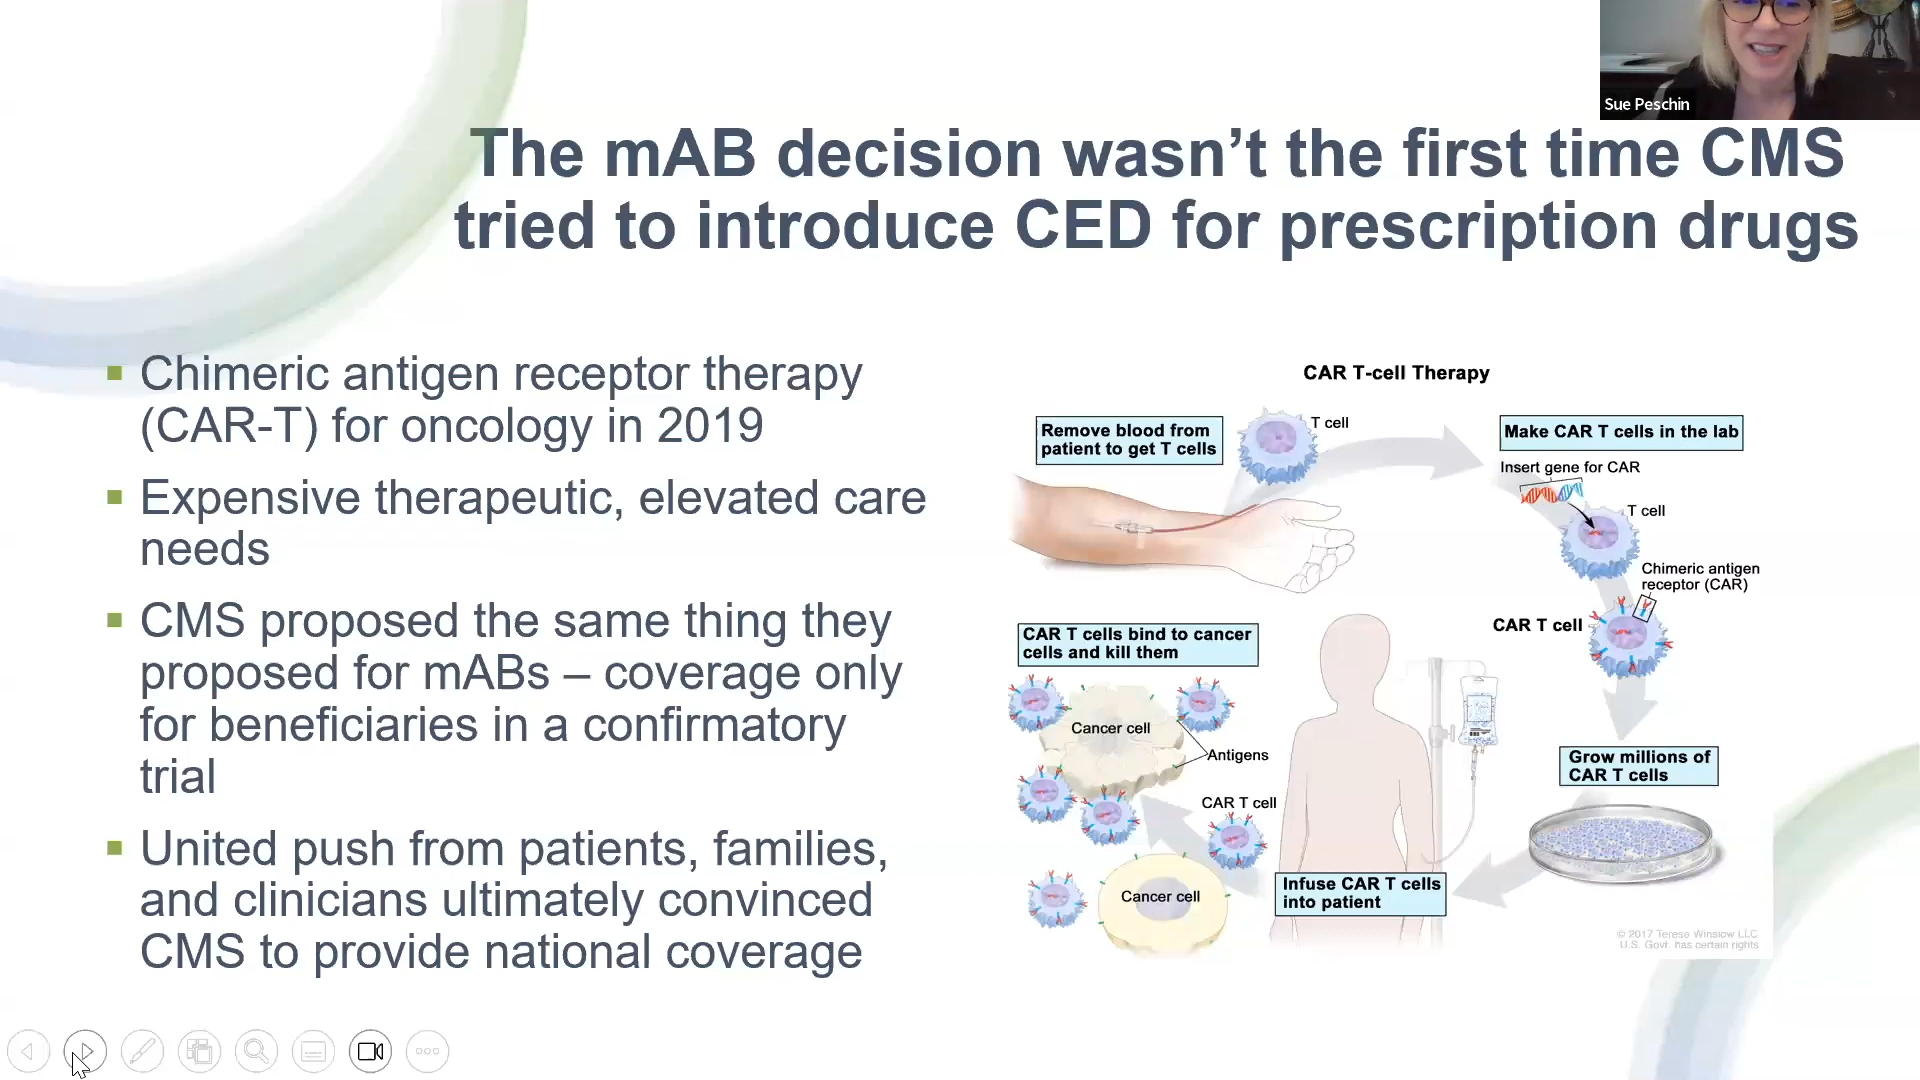 Sue Peschin
The mAB decision wasn’t the first time CMS
tried to introduce CED for prescription drugs
Chimeric antigen receptor therapy
(CAR-T) for oncology in 2019
Expensive therapeutic, elevated care
needs
CMS proposed the same thing they
proposed for mABs – coverage only
for beneficiaries in a confirmatory
trial
United push from patients, families,
and clinicians ultimately convinced
CMS to provide national coverage
CAR T-cell Therapy
Remove blood from
patient to get T cells
T cell
Make CAR T cells in the lab
Insert gene for CAR
T cell
Chimeric antigen
receptor (CAR)
CAR T cell
Grow millions of
CAR T cells
Infuse CAR T cells
into patient
CAR T cells bind to cancer
cells and kill them
Cancer cell
Antigens
CAR T cell
Cancer cell
© 2017 Terese Winslow LLC
U.S. Govt. has certain rights